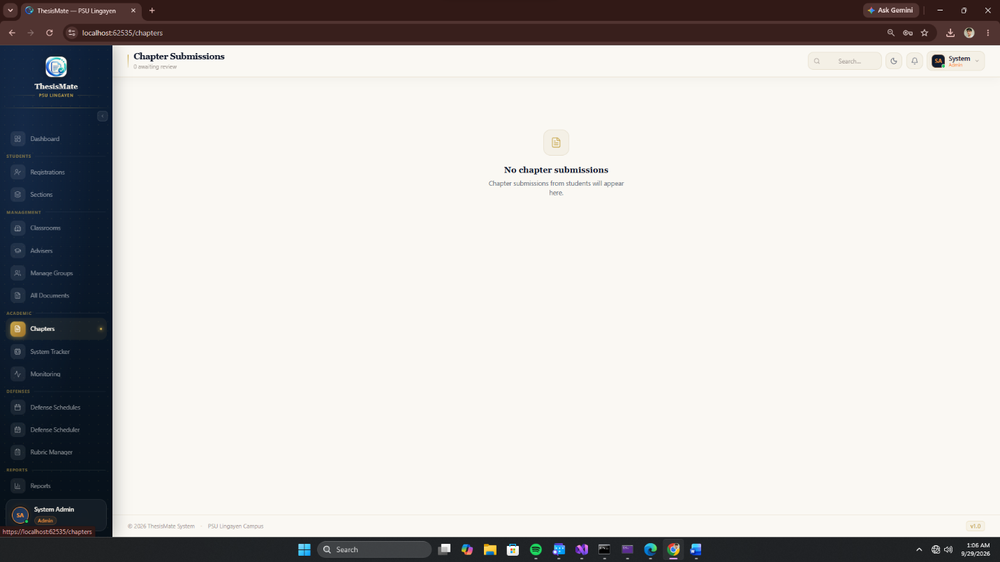 ThesisMate — PSU Lingayen
Ask Gemini
localhost:62535/chapters
ThesisMate
PSU LINGAYEN
Dashboard
STUDENTS
Registrations
Sections
MANAGEMENT
Classrooms
Advisers
Manage Groups
All Documents
ACADEMIC
Chapters
System Tracker
Monitoring
DEFENSES
Defense Schedules
Defense Scheduler
Rubric Manager
REPORTS
Reports
SA
System Admin
Admin
https://localhost:62535/chapters
Chapter Submissions
0 awaiting review
Search...
SA
System
Admin
No chapter submissions
Chapter submissions from students will appear
here.
© 2026 ThesisMate System · PSU Lingayen Campus
v1.0
Search
1:06 AM
9/29/2026